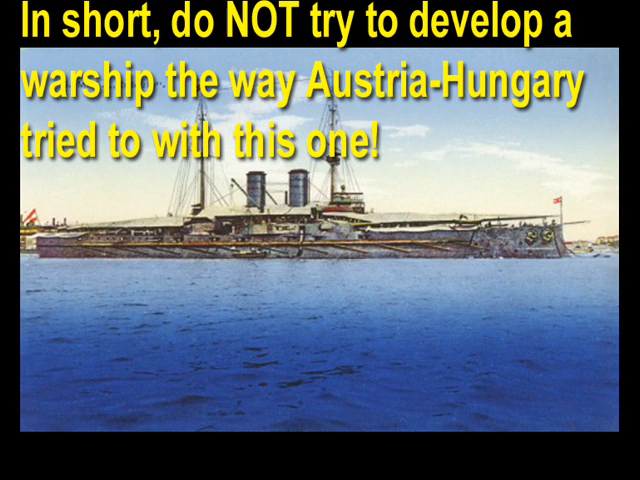 In short, do NOT try to develop a
warship the way Austria-Hungary
tried to with this one!